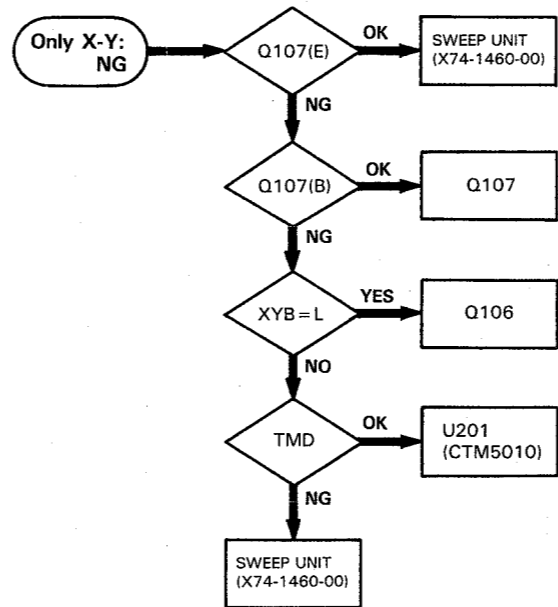 Only X-Y:
NG
Q107(E)
OK
SWEEP UNIT
(X74-1460-00)
NG
Q107(B)
OK
Q107
NG
XYB=L
YES
Q106
NO
TMD
OK
U201
(CTM5010)
NG
SWEEP UNIT
(X74-1460-00)